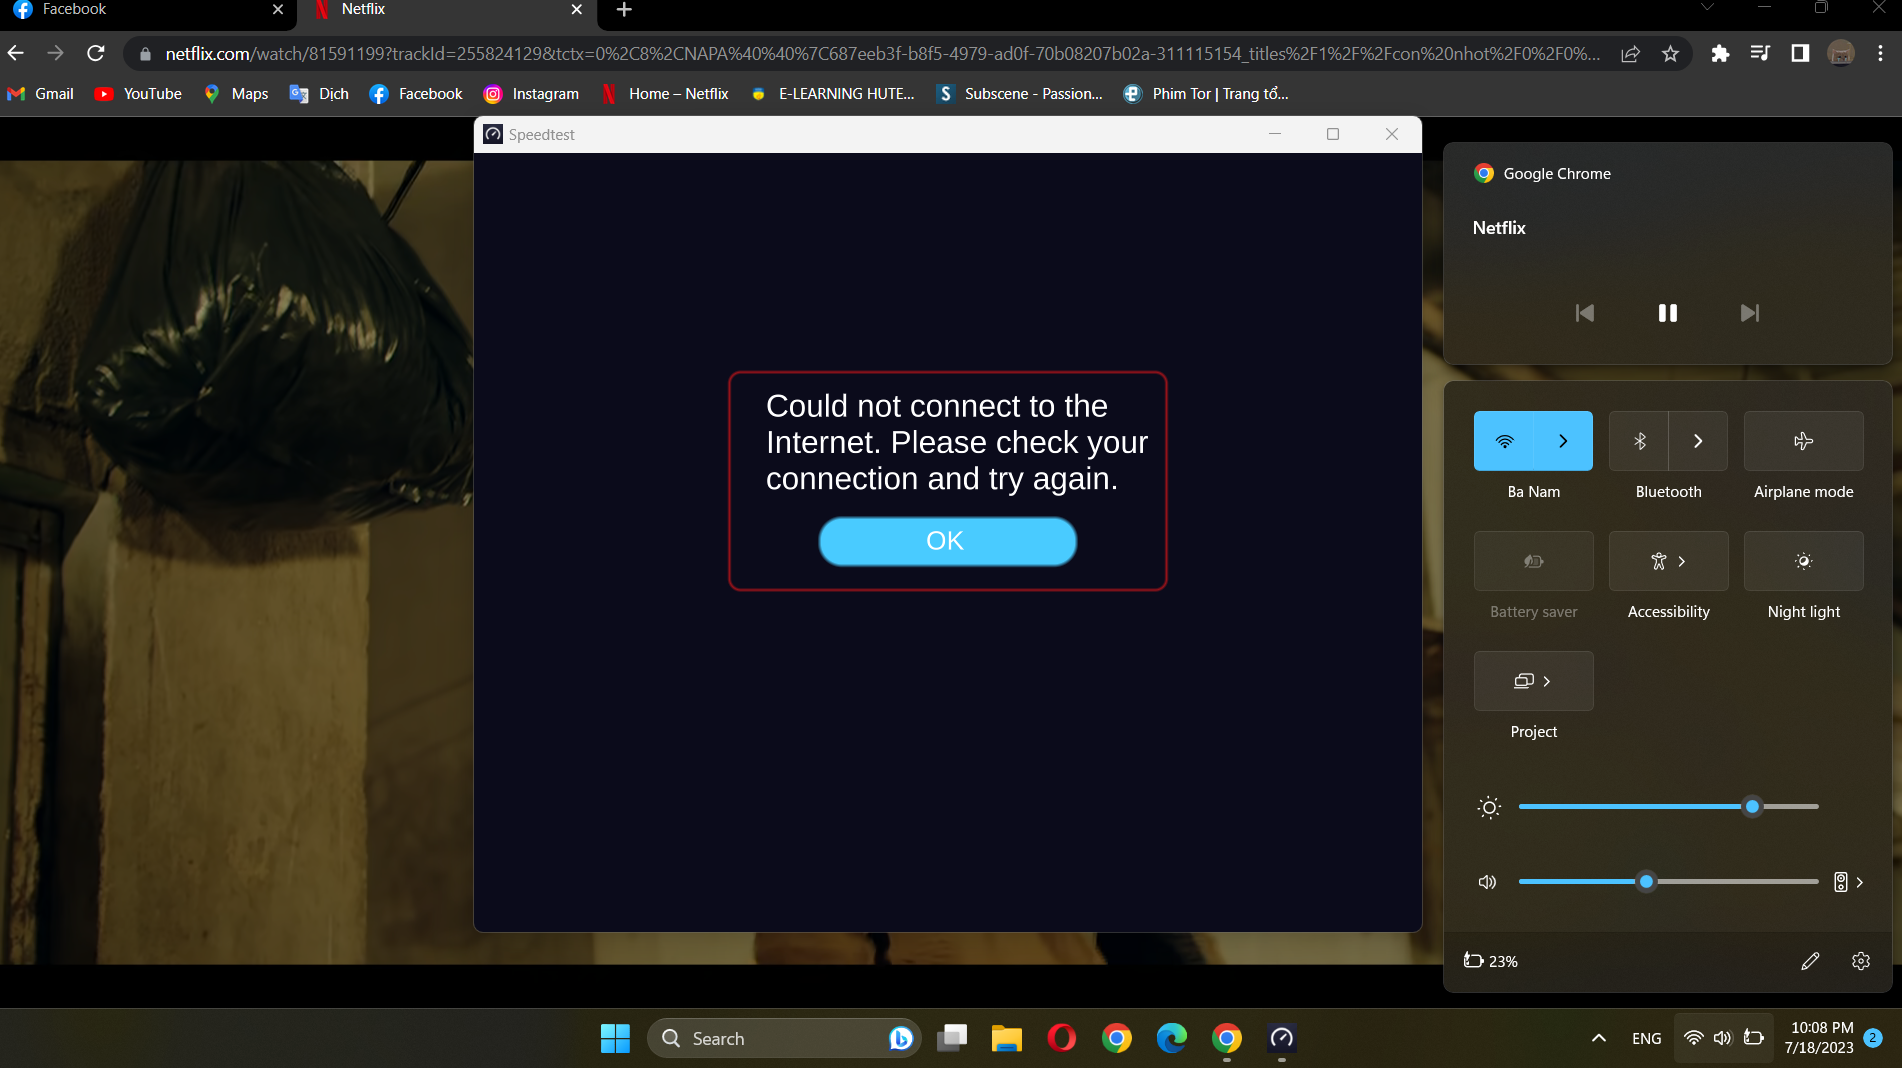 Facebook
Netflix
netflix.com/watch/81591199?trackId=255824129&tctx=0%2C8%2CNAPA%40%40%7C687eeb3f-b8f5-4979-ad0f-70b08207b02a-311115154_titles%2F1%2F%2Fcon%20nhot%2F0%2F0%...
Gmail
YouTube
Maps
Dịch
Facebook
Instagram
Home – Netflix
E-LEARNING HUTE...
Subscene - Passion...
Phim Tor | Trang tổ...
Speedtest
Could not connect to the
Internet. Please check your
connection and try again.
OK
Google Chrome
Netflix
Ba Nam
Bluetooth
Airplane mode
Battery saver
Accessibility
Night light
Project
23%
Search
ENG
10:08 PM
7/18/2023
2